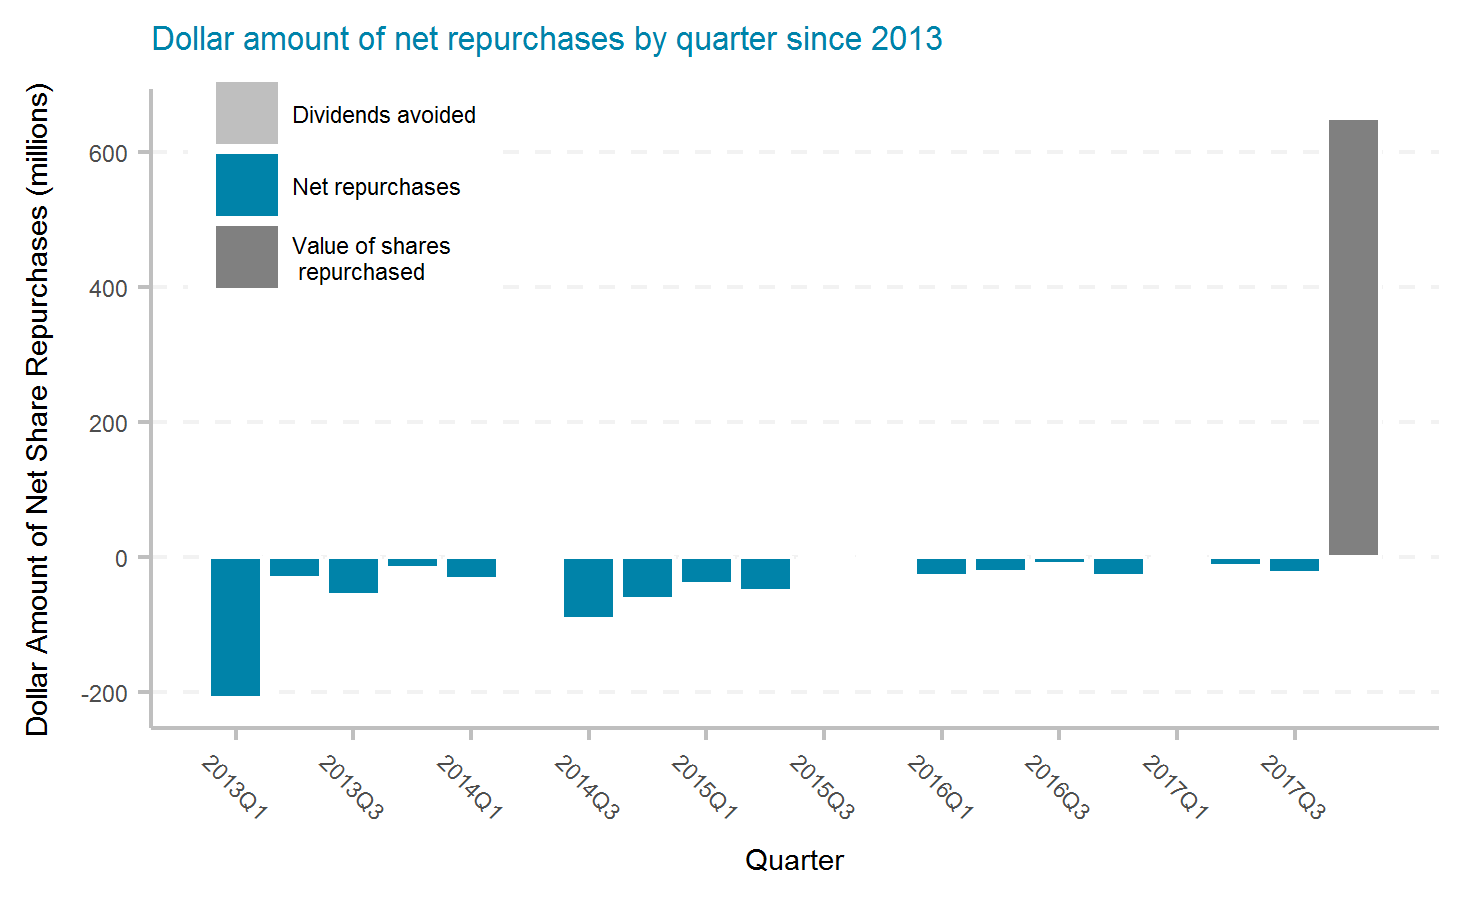 Dollar amount of net repurchases by quarter since 2013
Dollar Amount of Net Share Repurchases (millions)
Dividends avoided
Net repurchases
Value of shares
repurchased
600
400
200
0
-200
2013Q1
2013Q3
2014Q1
2014Q3
2015Q1
2015Q3
2016Q1
2016Q3
2017Q1
2017Q3
Quarter